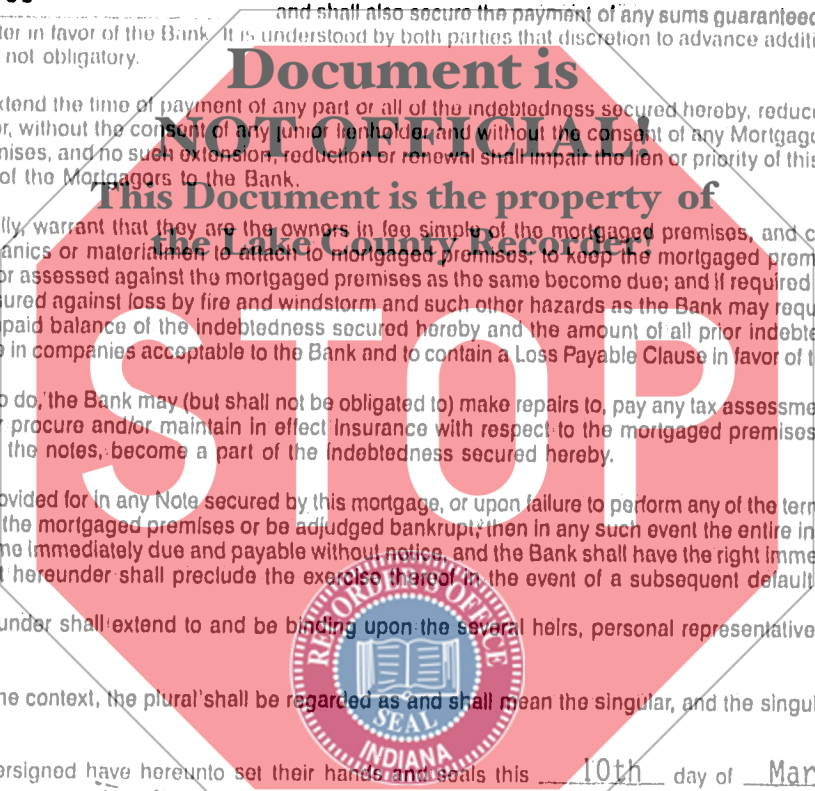 and shall also secure the payment of any sums guaranteed
tor in favor of the Bank. It is understood by both parties that discretion to advance additi
not obligatory.
Document is
xtend the time of payment of any part or all of the indebtedness secured hereby, reduce
r, without the consent of any junior lienholder and without the consent of any Mortgago
NOT OFFICIAL!
nises, and no such extension, reduction or renewal shall impair the lien or priority of this
of the Mortgagors to the Bank.
This Document is the property of
lly, warrant that they are the owners in fee simple of the mortgaged premises, and c
the Lake County Recorder!
anics or materialmen to attach to mortgaged premises; to keep the mortgaged prem
or assessed against the mortgaged premises as the same become due; and if required
sured against loss by fire and windstorm and such other hazards as the Bank may requ
paid balance of the indebtedness secured hereby and the amount of all prior indebte
e in companies acceptable to the Bank and to contain a Loss Payable Clause in favor of t
STOP
o do, the Bank may (but shall not be obligated to) make repairs to, pay any tax assessme
r procure and/or maintain in effect insurance with respect to the mortgaged premises
the notes, become a part of the indebtedness secured hereby.
ovided for in any Note secured by this mortgage, or upon failure to perform any of the term
the mortgaged premises or be adjudged bankrupt, then in any such event the entire in
ne immediately due and payable without notice, and the Bank shall have the right imme
t hereunder shall preclude the exercise thereof in the event of a subsequent default
RECORDER'S OFFICE
under shall extend to and be binding upon the several heirs, personal representative
ne context, the plural shall be regarded as and shall mean the singular, and the singul
SEAL
INDIANA
ersigned have hereunto set their hands and seals this 10th day of Mar